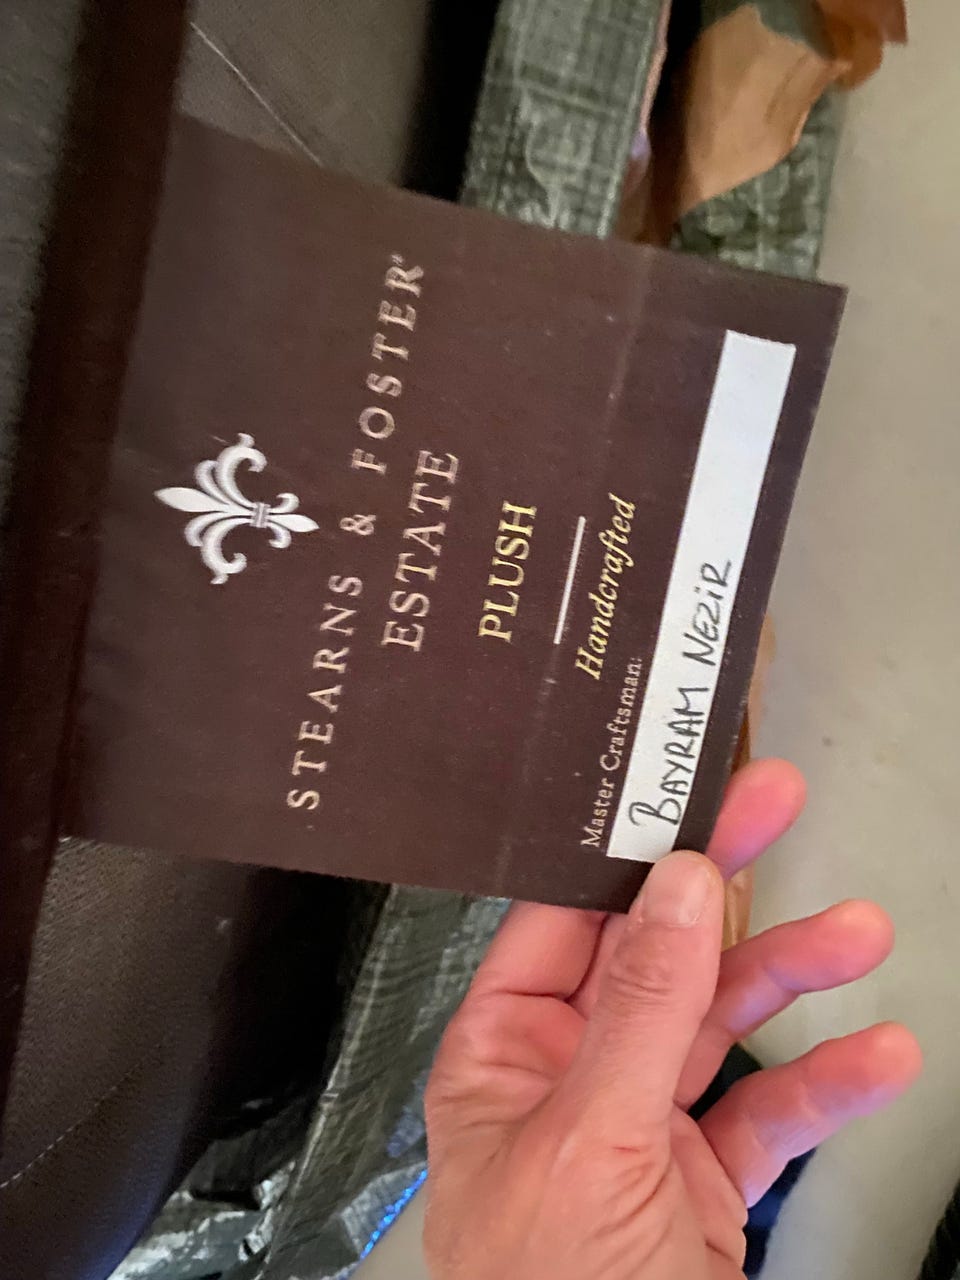 STEARNS & FOSTER®
ESTATE
PLUSH
Handcrafted
Master Craftsman:
BAYRAM NEZIR